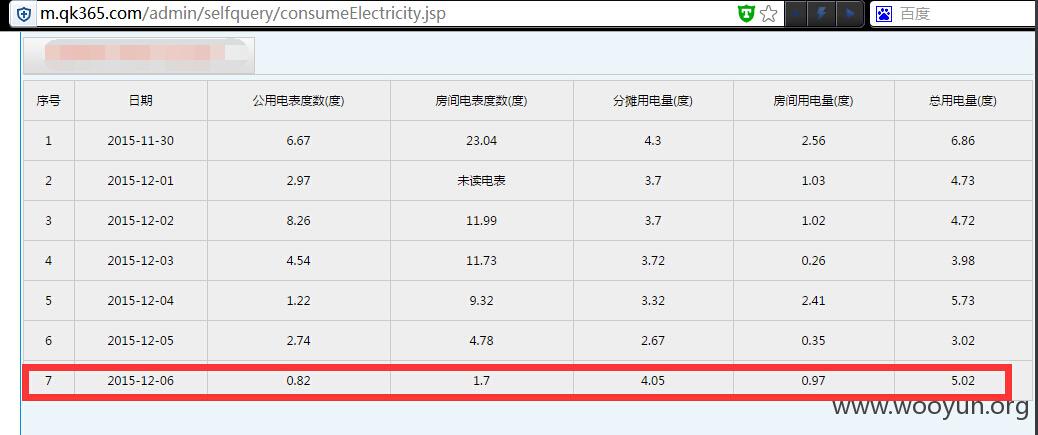 m.qk365.com/admin/selfquery/consumeElectricity.jsp 百度
序号 日期 公用电表度数(度) 房间电表度数(度) 分摊用电量(度) 房间用电量(度) 总用电量(度)
1 2015-11-30 6.67 23.04 4.3 2.56 6.86
2 2015-12-01 2.97 未读电表 3.7 1.03 4.73
3 2015-12-02 8.26 11.99 3.7 1.02 4.72
4 2015-12-03 4.54 11.73 3.72 0.26 3.98
5 2015-12-04 1.22 9.32 3.32 2.41 5.73
6 2015-12-05 2.74 4.78 2.67 0.35 3.02
7 2015-12-06 0.82 1.7 4.05 0.97 5.02
www.wooyun.org